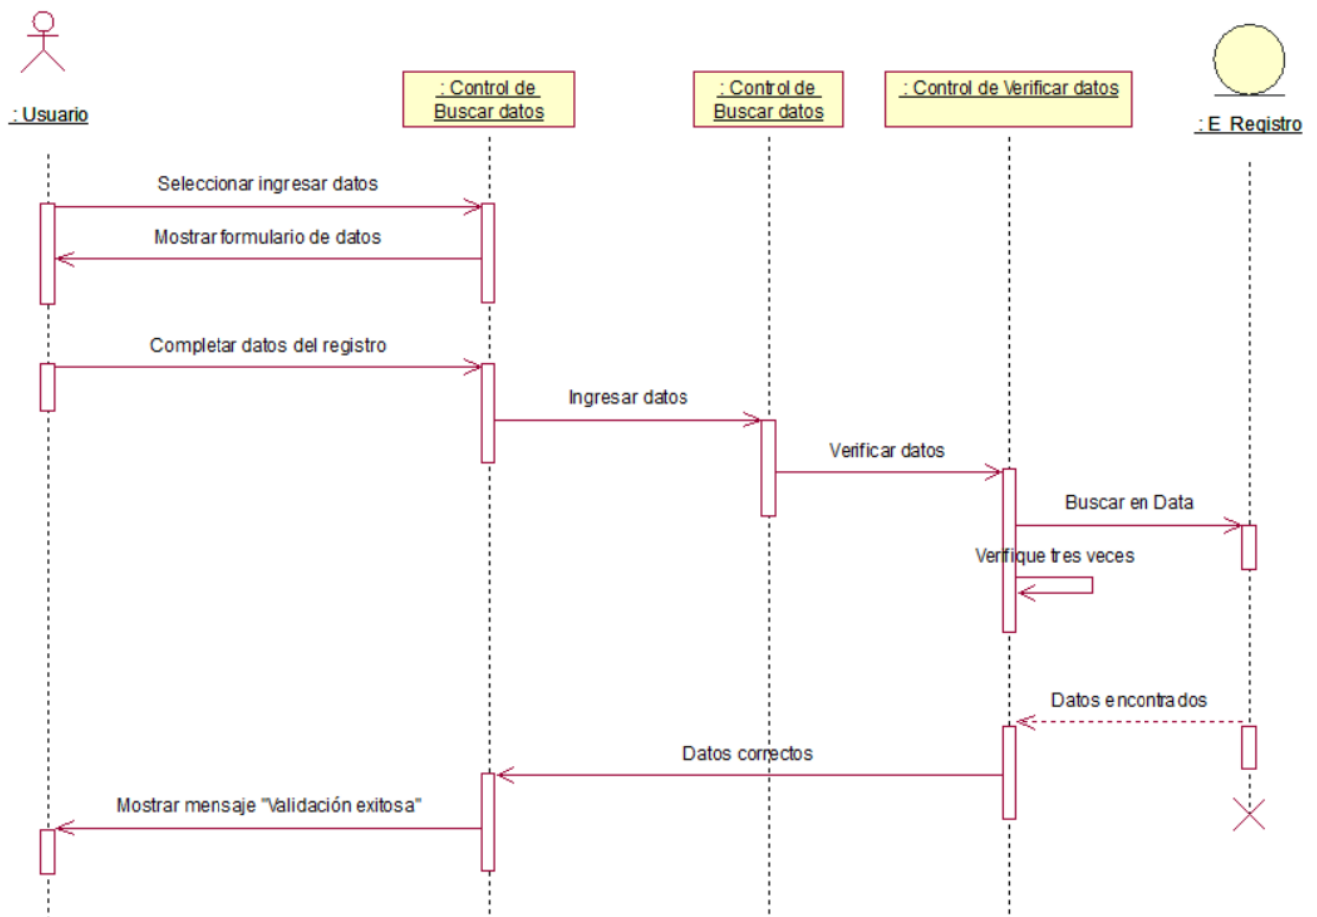 : Usuario
: Control de
Buscar datos
: Control de
Buscar datos
: Control de Verificar datos
: E_Registro
Seleccionar ingresar datos
Mostrar formulario de datos
Completar datos del registro
Ingresar datos
Verificar datos
Buscar en Data
Verifique tres veces
Datos encontrados
Datos correctos
Mostrar mensaje "Validación exitosa"